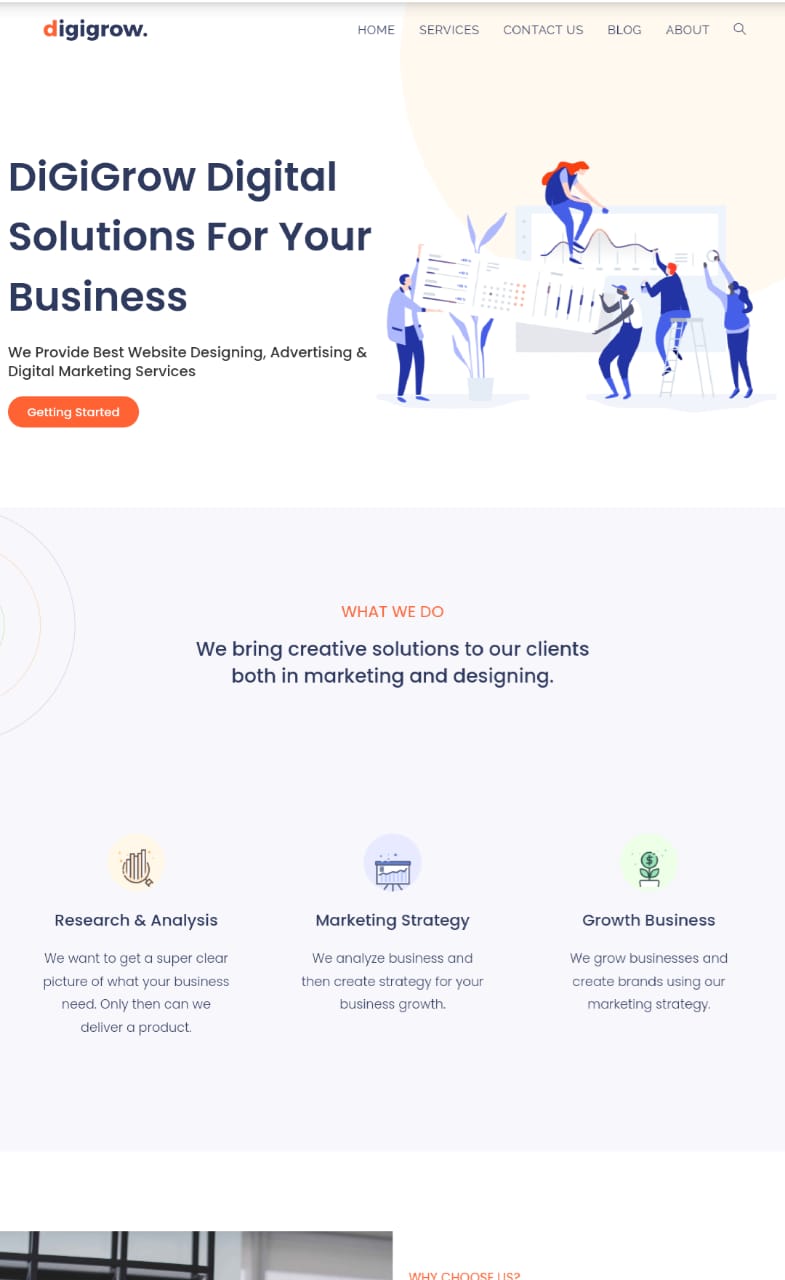 digigrow.
HOME SERVICES CONTACT US BLOG ABOUT
DiGiGrow Digital
Solutions For Your
Business
We Provide Best Website Designing, Advertising &
Digital Marketing Services
Getting Started
WHAT WE DO
We bring creative solutions to our clients
both in marketing and designing.
Research & Analysis
We want to get a super clear
picture of what your business
need. Only then can we
deliver a product.
Marketing Strategy
We analyze business and
then create strategy for your
business growth.
Growth Business
We grow businesses and
create brands using our
marketing strategy.
WHY CHOOSE US?